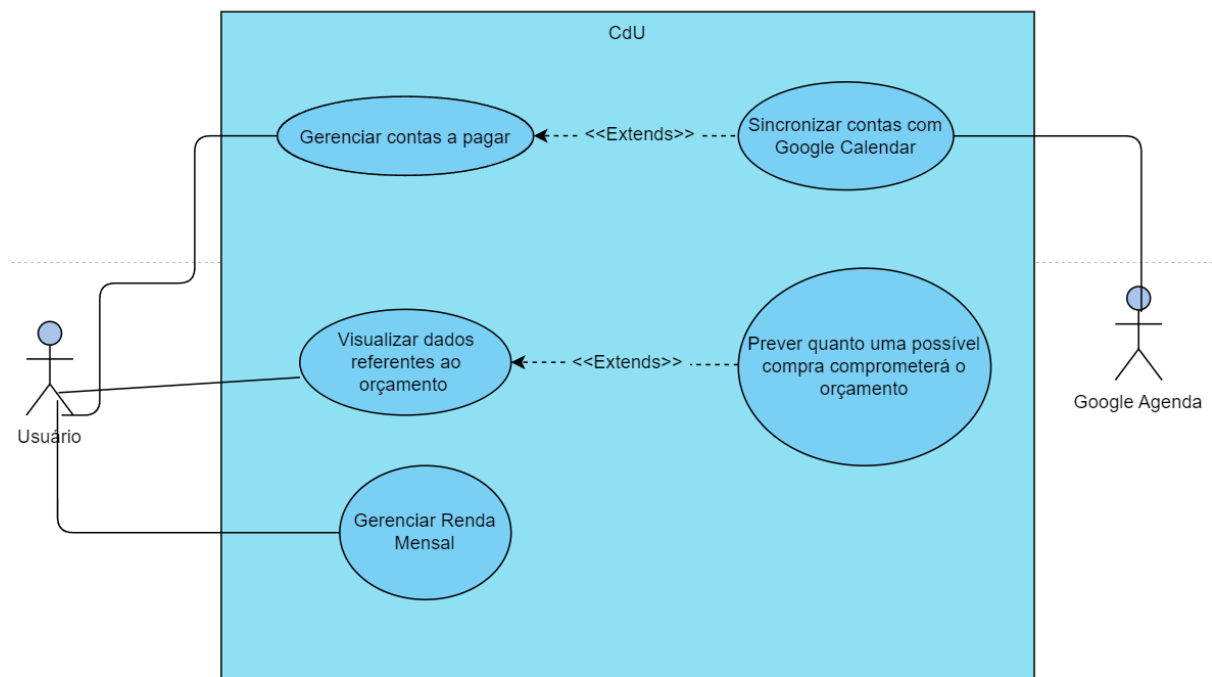 CdU
Gerenciar contas a pagar
<<Extends>>
Sincronizar contas com
Google Calendar
Visualizar dados
referentes ao
orçamento
<<Extends>>
Prever quanto uma possível
compra comprometerá o
orçamento
Usuário
Google Agenda
Gerenciar Renda
Mensal